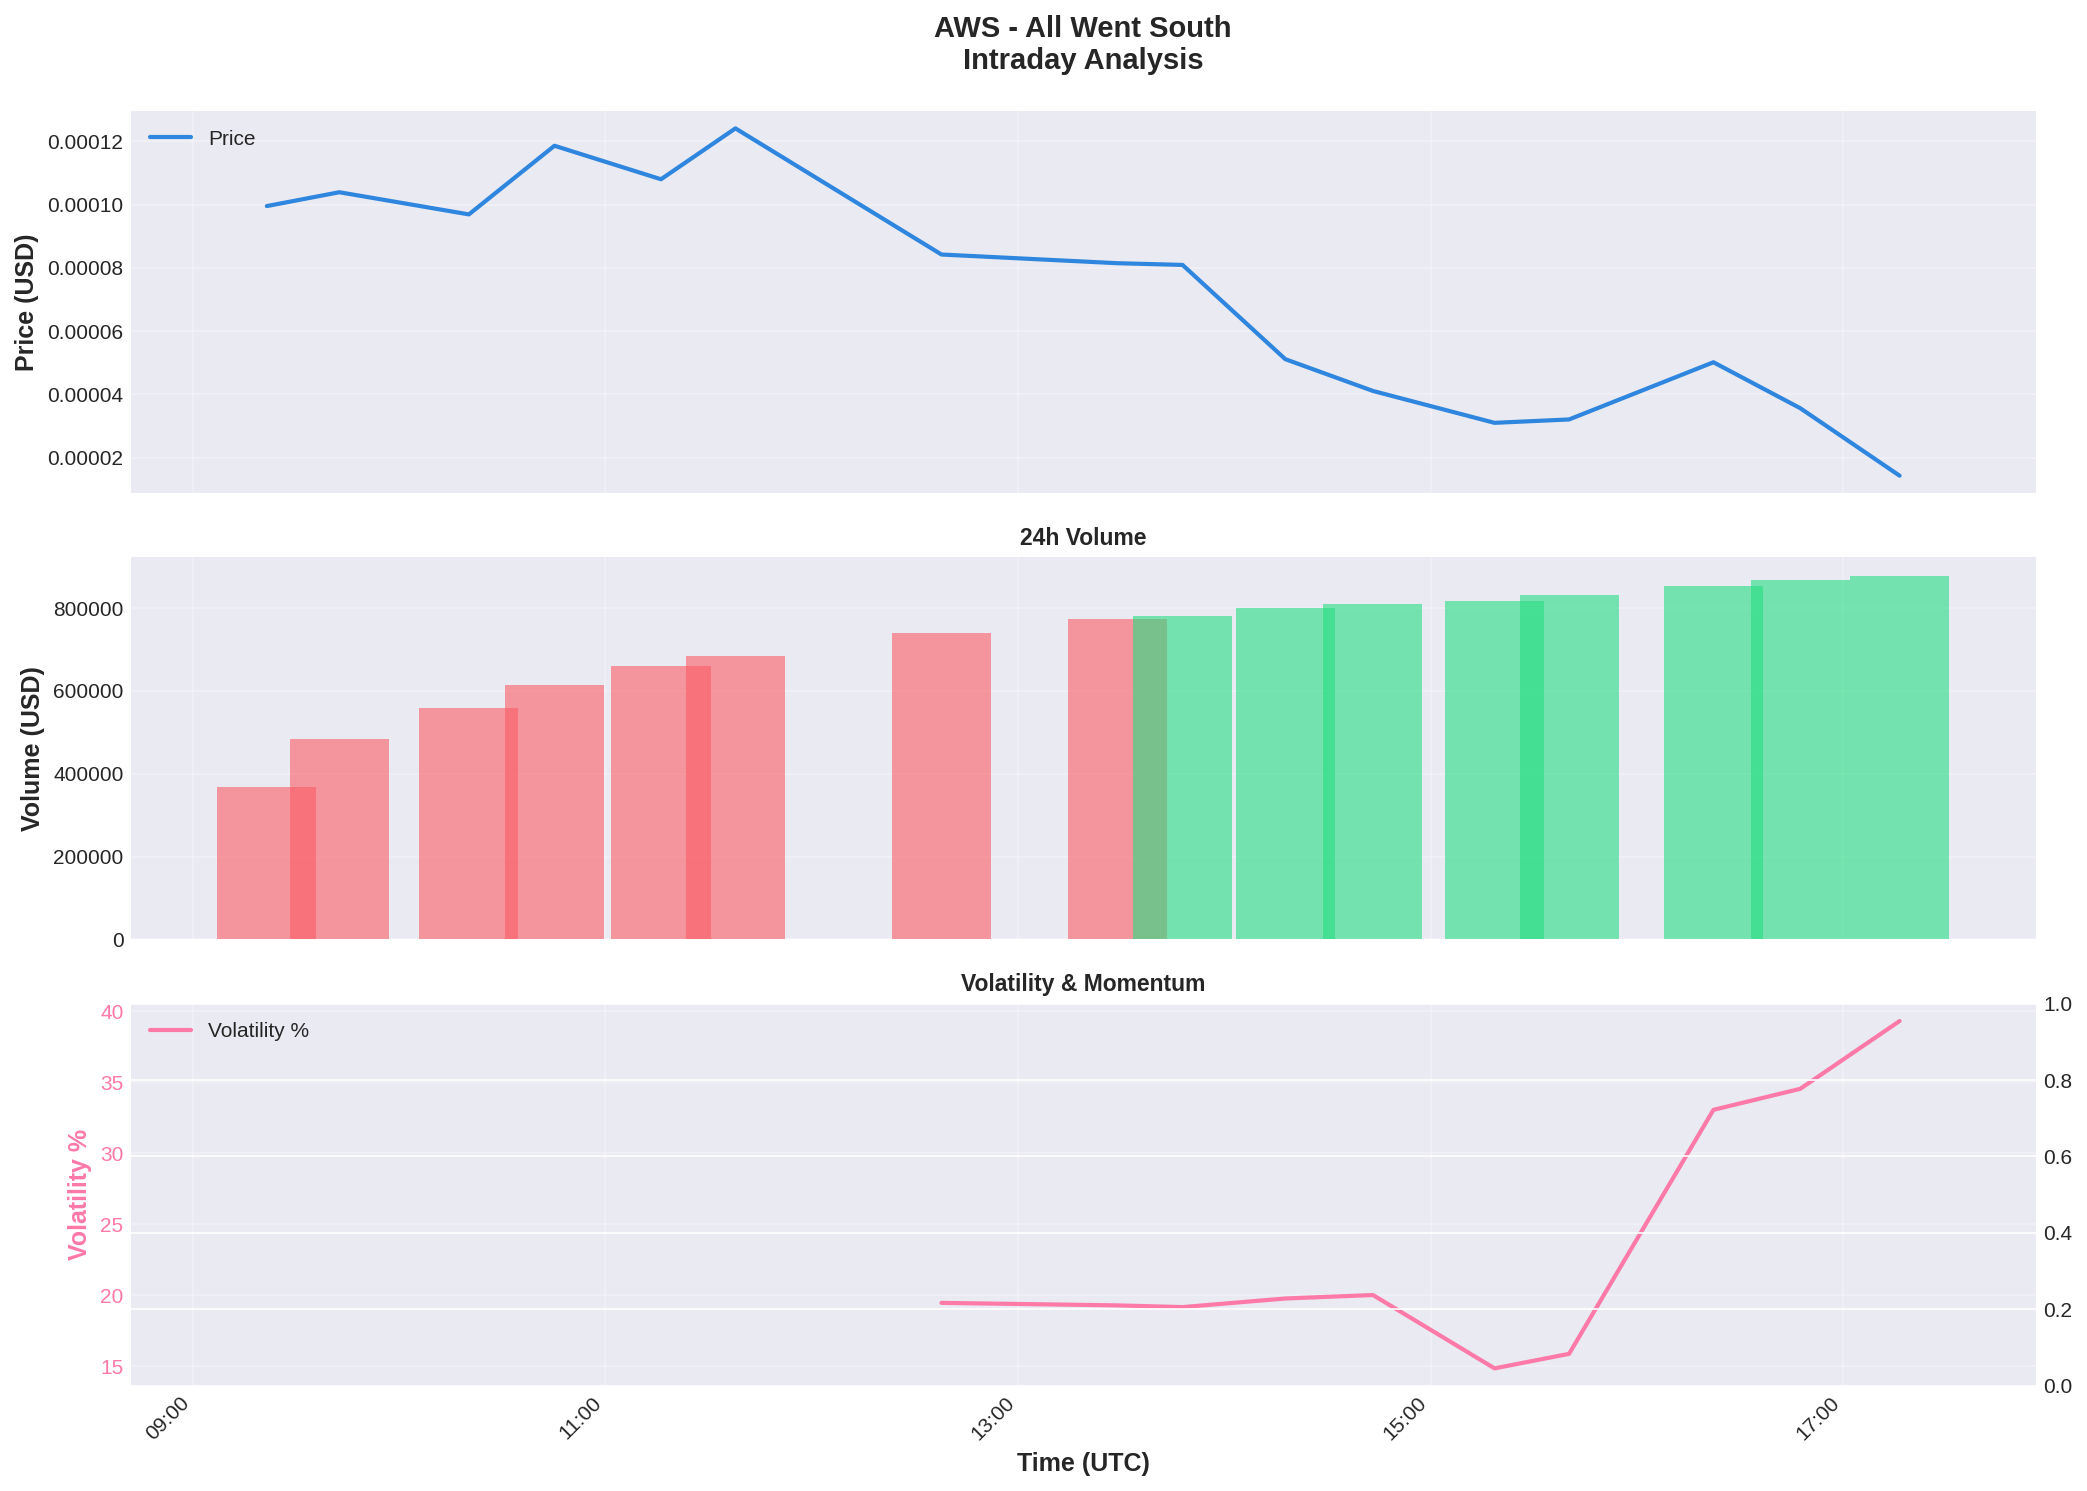 AWS - All Went South
Intraday Analysis
Price
0.00012
0.00010
0.00008
0.00006
0.00004
0.00002
Price (USD)
24h Volume
800000
600000
400000
200000
0
Volume (USD)
Volatility & Momentum
Volatility %
40
35
30
25
20
15
Volatility %
1.0
0.8
0.6
0.4
0.2
0.0
09:00
11:00
13:00
15:00
17:00
Time (UTC)